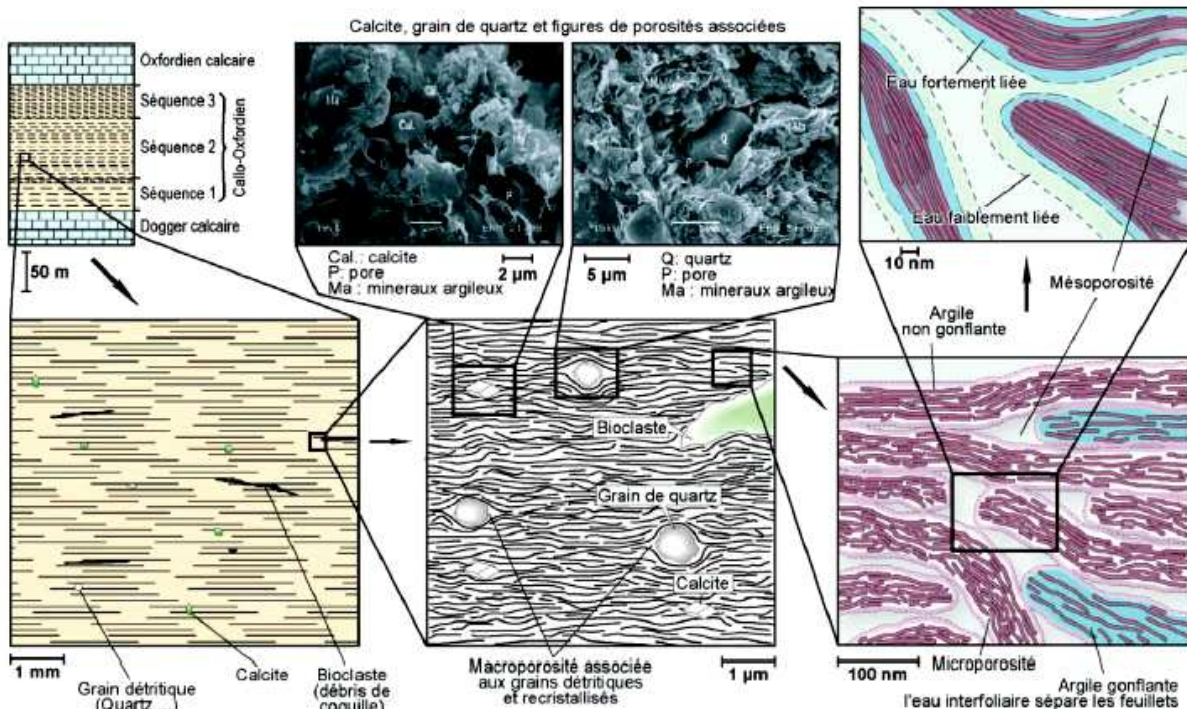 Calcite, grain de quartz et figures de porosités associées
Oxfordien calcaire
Séquence 3
Séquence 2
Séquence 1
Callo-Oxfordien
Dogger calcaire
50 m
Ma
Cal.
P
Q
P
Cal.: calcite
P: pore
Ma : mineraux argileux
2 µm
5 µm
Q: quartz
P: pore
Ma : mineraux argileux
Eau fortement liée
Eau faiblement liée
10 nm
Mésoporosité
Argile
non gonflante
Bioclaste
Grain de quartz
Calcite
1 mm
Grain détritique
(Quartz ...)
Calcite
Bioclaste
(débris de
coquille)
Macroporosité associée
aux grains détritiques
et recristallisés
1 µm
100 nm
Microporosité
Argile gonflante
l'eau interfoliaire sépare les feuillets